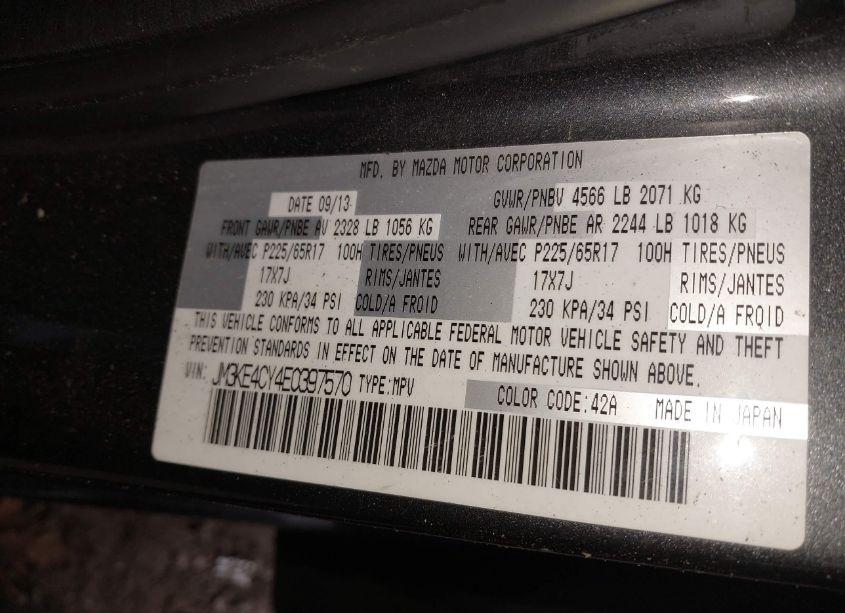 MFD. BY MAZDA MOTOR CORPORATION
DATE 09/13 GVWR/PNBV 4566 LB 2071 KG
FRONT GAWR/PNBE AV 2328 LB 1056 KG REAR GAWR/PNBE AR 2244 LB 1018 KG
WITH/AVEC P225/65R17 100H TIRES/PNEUS WITH/AVEC P225/65R17 100H TIRES/PNEUS
17X7J RIMS/JANTES 17X7J RIMS/JANTES
230 KPA/34 PSI COLD/A FROID 230 KPA/34 PSI COLD/A FROID
THIS VEHICLE CONFORMS TO ALL APPLICABLE FEDERAL MOTOR VEHICLE SAFETY AND THEFT
PREVENTION STANDARDS IN EFFECT ON THE DATE OF MANUFACTURE SHOWN ABOVE.
VIN: JM3KE4CY4E0397570 TYPE:MPV COLOR CODE:42A MADE IN JAPAN